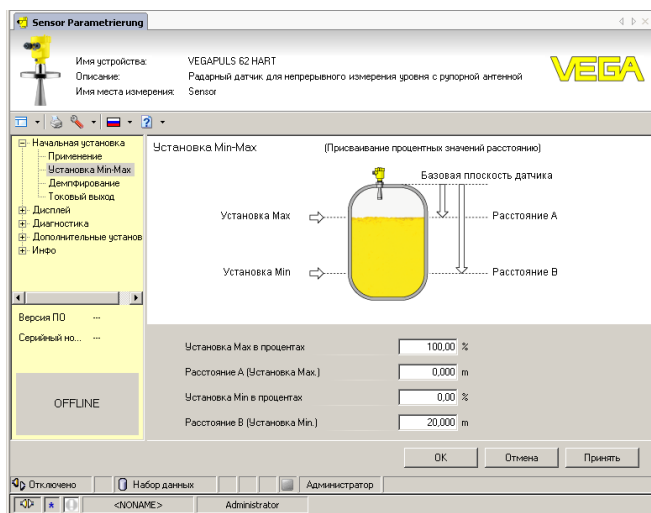 Sensor Parametrierung
Имя устройства: VEGAPULS 62 HART
Описание: Радарный датчик для непрерывного измерения уровня с рупорной антенной
Имя места измерения: Sensor
VEGA
Начальная установка
Применение
Установка Min-Max
Демпфирование
Токовый выход
Дисплей
Диагностика
Дополнительные установ
Инфо
Версия ПО ...
Серийный но... ...
OFFLINE
Установка Min-Max (Присваивание процентных значений расстоянию)
Базовая плоскость датчика
Установка Max Расстояние A
Установка Min Расстояние B
Установка Max в процентах 100,00 %
Расстояние A (Установка Max.) 0,000 m
Установка Min в процентах 0,00 %
Расстояние B (Установка Min.) 20,000 m
OK Отмена Принять
Отключено Набор данных Администратор
<NONAME> Administrator